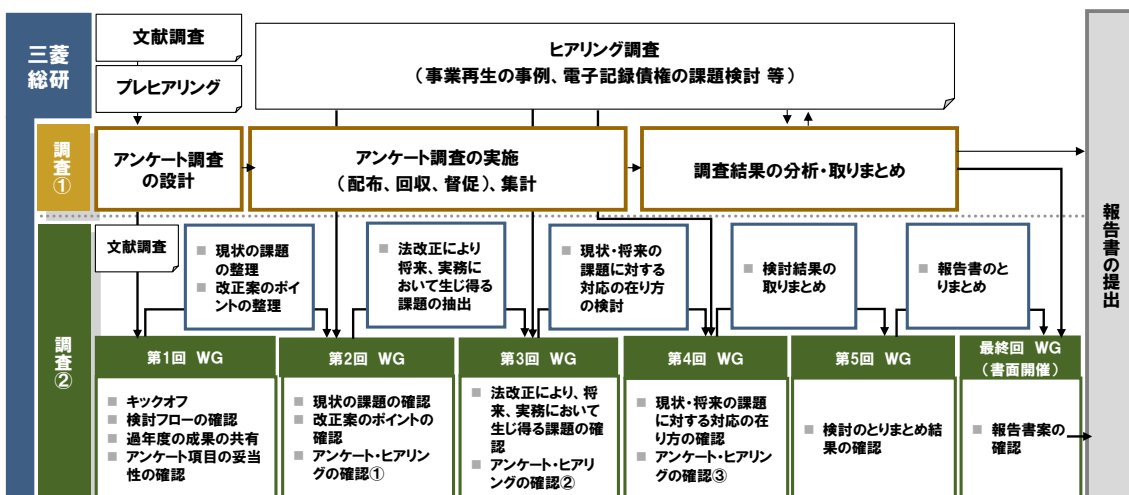 三菱
総研
文献調査
プレヒアリング
ヒアリング調査
（事業再生の事例、電子記録債権の課題検討 等）
調査①
アンケート調査
の設計
アンケート調査の実施
（配布、回収、督促）、集計
調査結果の分析・取りまとめ
報告書の提出
調査②
文献調査
現状の課題
の整理
改正案のポイ
ントの整理
法改正により
将来、実務に
おいて生じ得る
課題の抽出
現状・将来の
課題に対する
対応の在り方
の検討
検討結果の
取りまとめ
報告書のと
りまとめ
第1回 WG
キックオフ
検討フローの確認
過年度の成果の共有
アンケート項目の妥当
性の確認
第2回 WG
現状の課題の確認
改正案のポイントの
確認
アンケート・ヒアリン
グの確認①
第3回 WG
法改正により、将
来、実務において
生じ得る課題の確
認
アンケート・ヒアリ
ングの確認②
第4回 WG
現状・将来の課題
に対する対応の在
り方の確認
アンケート・ヒアリン
グの確認③
第5回 WG
検討のとりまとめ結
果の確認
最終回 WG
（書面開催）
報告書案の
確認